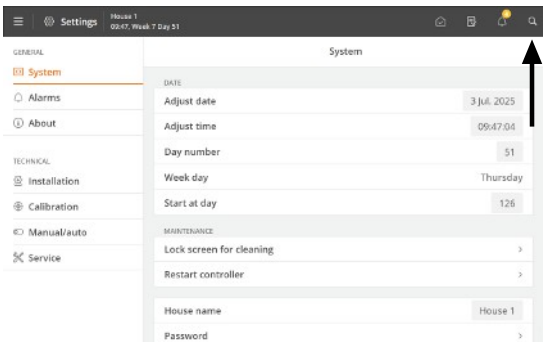 Settings
House 1
09:47, Week 7 Day 51
GENERAL
System
Alarms
About
TECHNICAL
Installation
Calibration
Manual/auto
Service
System
DATE
Adjust date 3 Jul. 2025
Adjust time 09:47:04
Day number 51
Week day Thursday
Start at day 126
MAINTENANCE
Lock screen for cleaning
Restart controller
House name House 1
Password